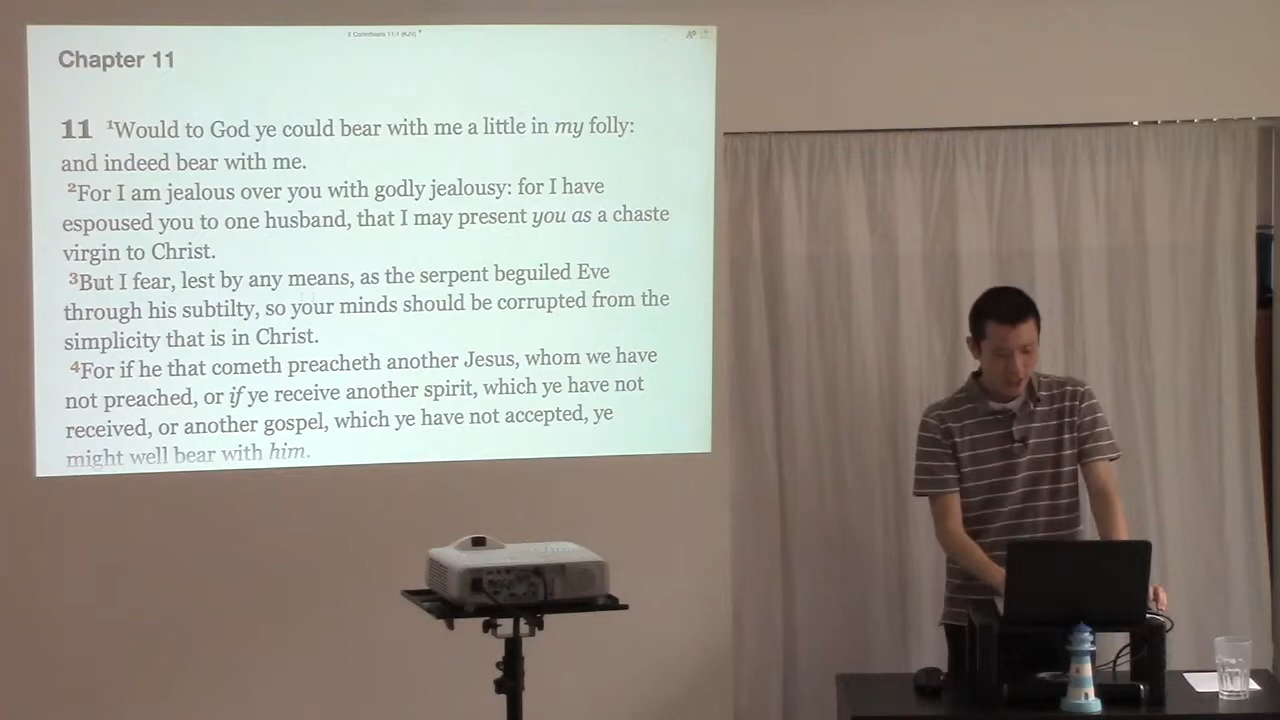 2 Corinthians 11:1 (KJV)
Chapter 11
11 ¹Would to God ye could bear with me a little in my folly:
and indeed bear with me.
²For I am jealous over you with godly jealousy: for I have
espoused you to one husband, that I may present you as a chaste
virgin to Christ.
³But I fear, lest by any means, as the serpent beguiled Eve
through his subtilty, so your minds should be corrupted from the
simplicity that is in Christ.
⁴For if he that cometh preacheth another Jesus, whom we have
not preached, or if ye receive another spirit, which ye have not
received, or another gospel, which ye have not accepted, ye
might well bear with him.